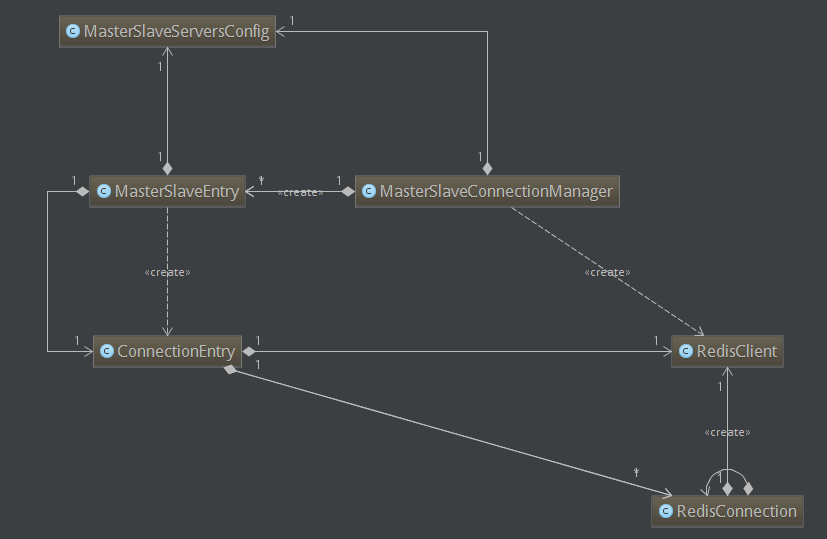 1
C MasterSlaveServersConfig
1
1
1
1
*
«create»
1
C MasterSlaveEntry
C MasterSlaveConnectionManager
«create»
«create»
1
1
1
C ConnectionEntry
C RedisClient
1
1
«create»
*
1
C RedisConnection